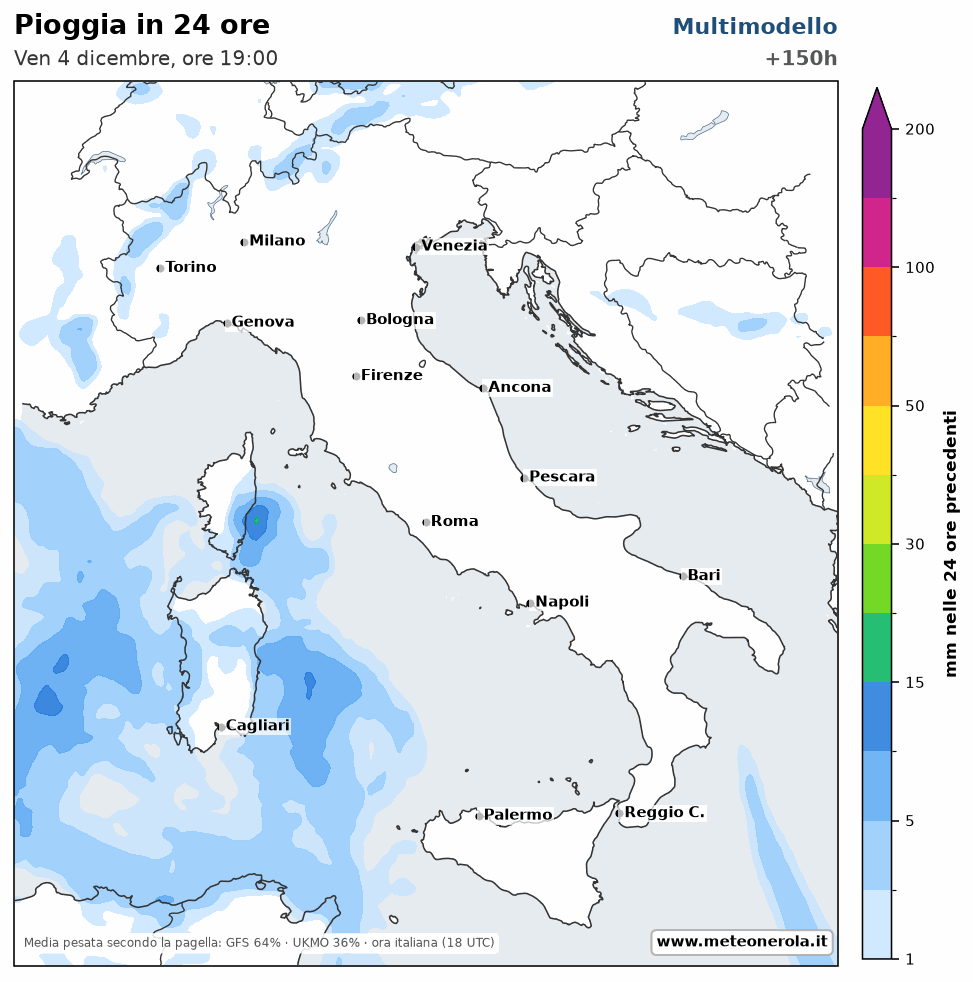 Pioggia in 24 ore
Multimodello
Ven 4 dicembre, ore 19:00
+150h
Milano
Venezia
Torino
Genova
Bologna
Firenze
Ancona
Pescara
Roma
Bari
Napoli
Cagliari
Palermo
Reggio C.
200
100
50
30
15
5
1
mm nelle 24 ore precedenti
Media pesata secondo la pagella: GFS 64% · UKMO 36% · ora italiana (18 UTC)
www.meteonerola.it